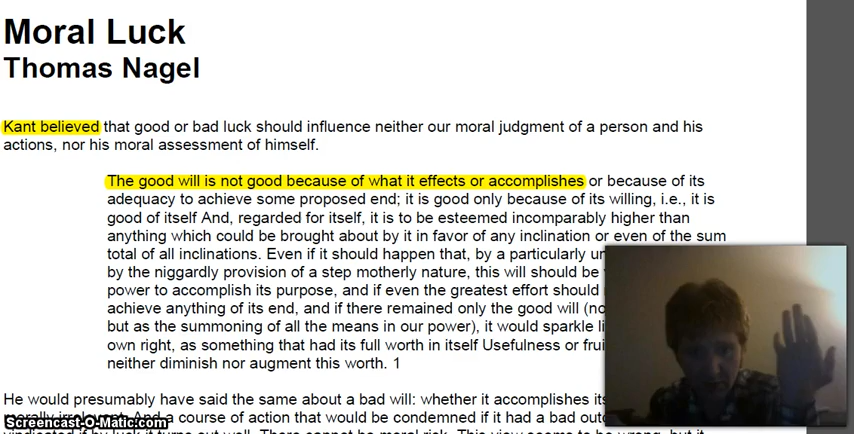 Moral Luck
Thomas Nagel
Kant believed that good or bad luck should influence neither our moral judgment of a person and his
actions, nor his moral assessment of himself.
The good will is not good because of what it effects or accomplishes or because of its
adequacy to achieve some proposed end; it is good only because of its willing, i.e., it is
good of itself And, regarded for itself, it is to be esteemed incomparably higher than
anything which could be brought about by it in favor of any inclination or even of the sum
total of all inclinations. Even if it should happen that, by a particularly
by the niggardly provision of a step motherly nature, this will should be
power to accomplish its purpose, and if even the greatest effort should
achieve anything of its end, and if there remained only the good will
but as the summoning of all the means in our power), it would sparkle
own right, as something that had its full worth in itself Usefulness or
neither diminish nor augment this worth. 1
He would presumably have said the same about a bad will: whether it accomplishes
morally irrelevant. And a course of action that would be condemned if it had a bad
Screencast-O-Matic.com
There cannot be moral risk. This view seems to be wrong, but it